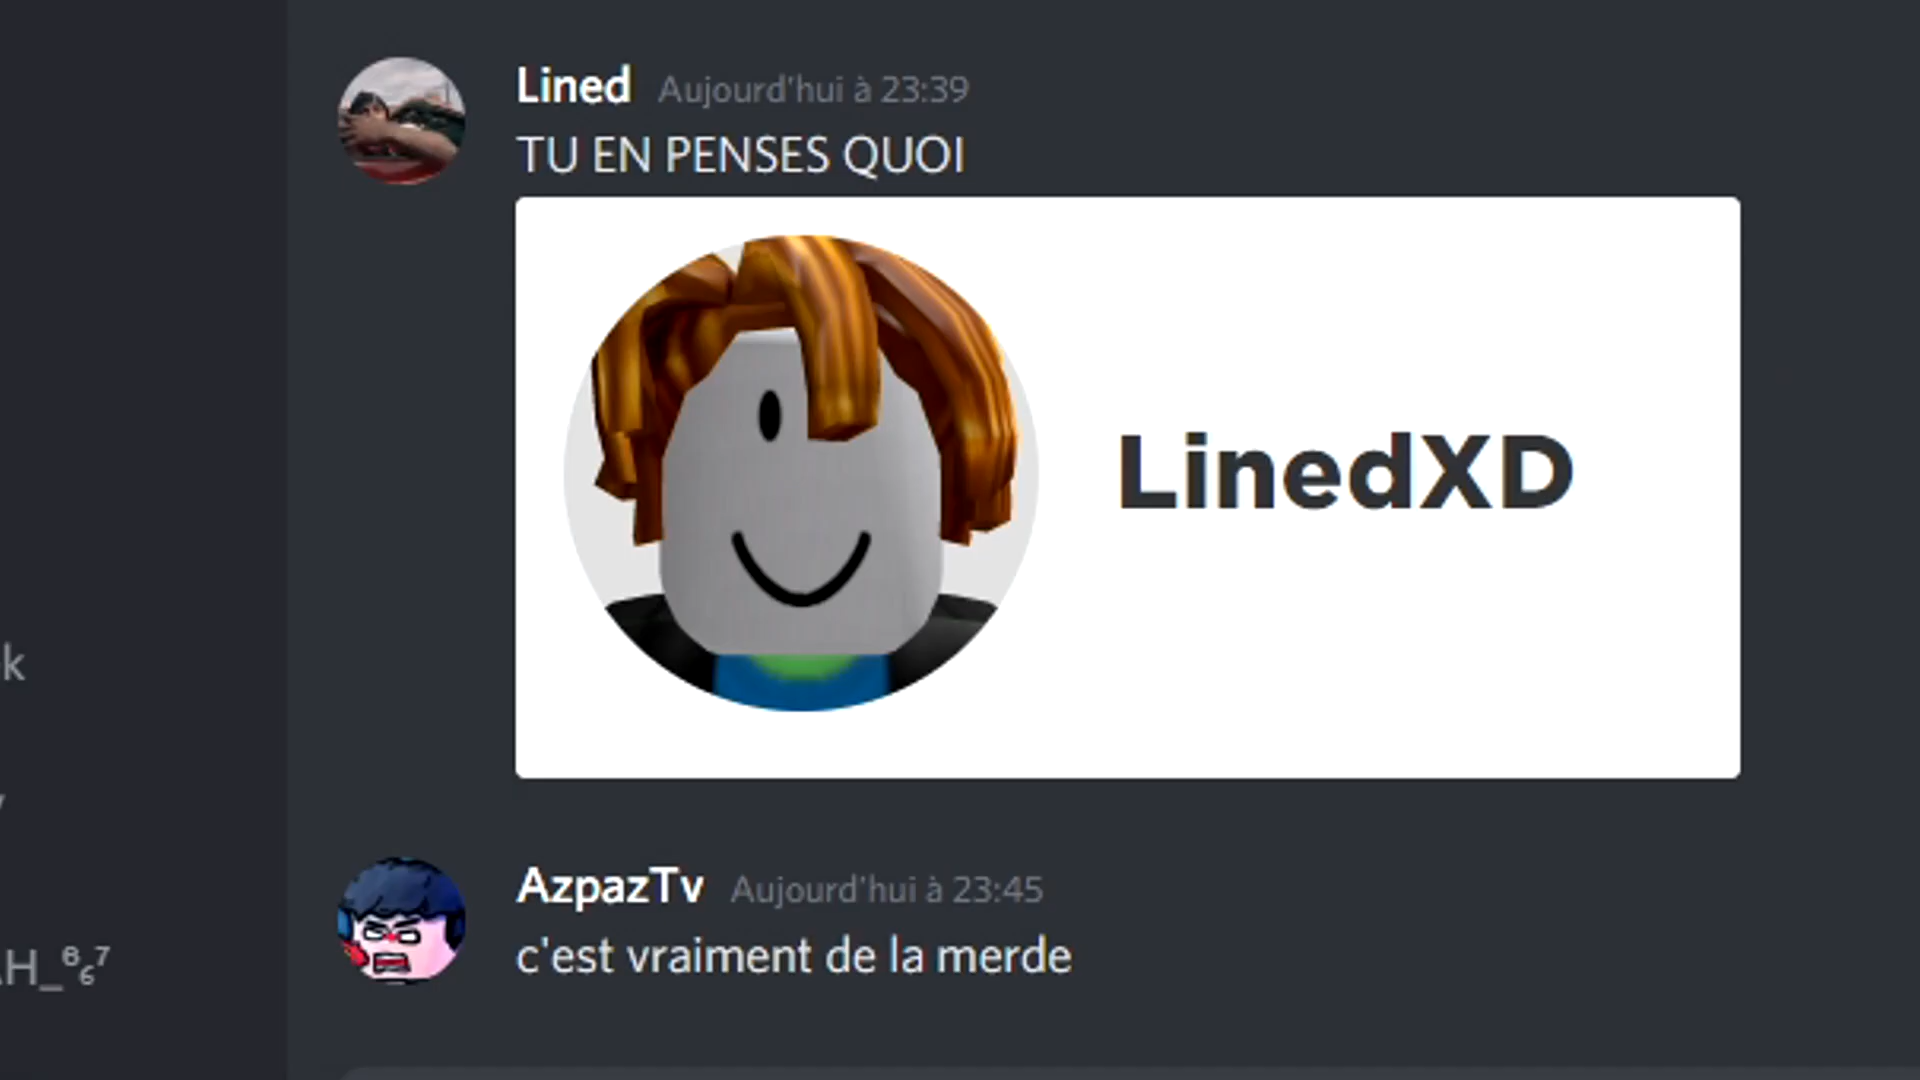 Lined Aujourd'hui à 23:39
TU EN PENSES QUOI
LinedXD
k
AzpazTv Aujourd'hui à 23:45
c'est vraiment de la merde